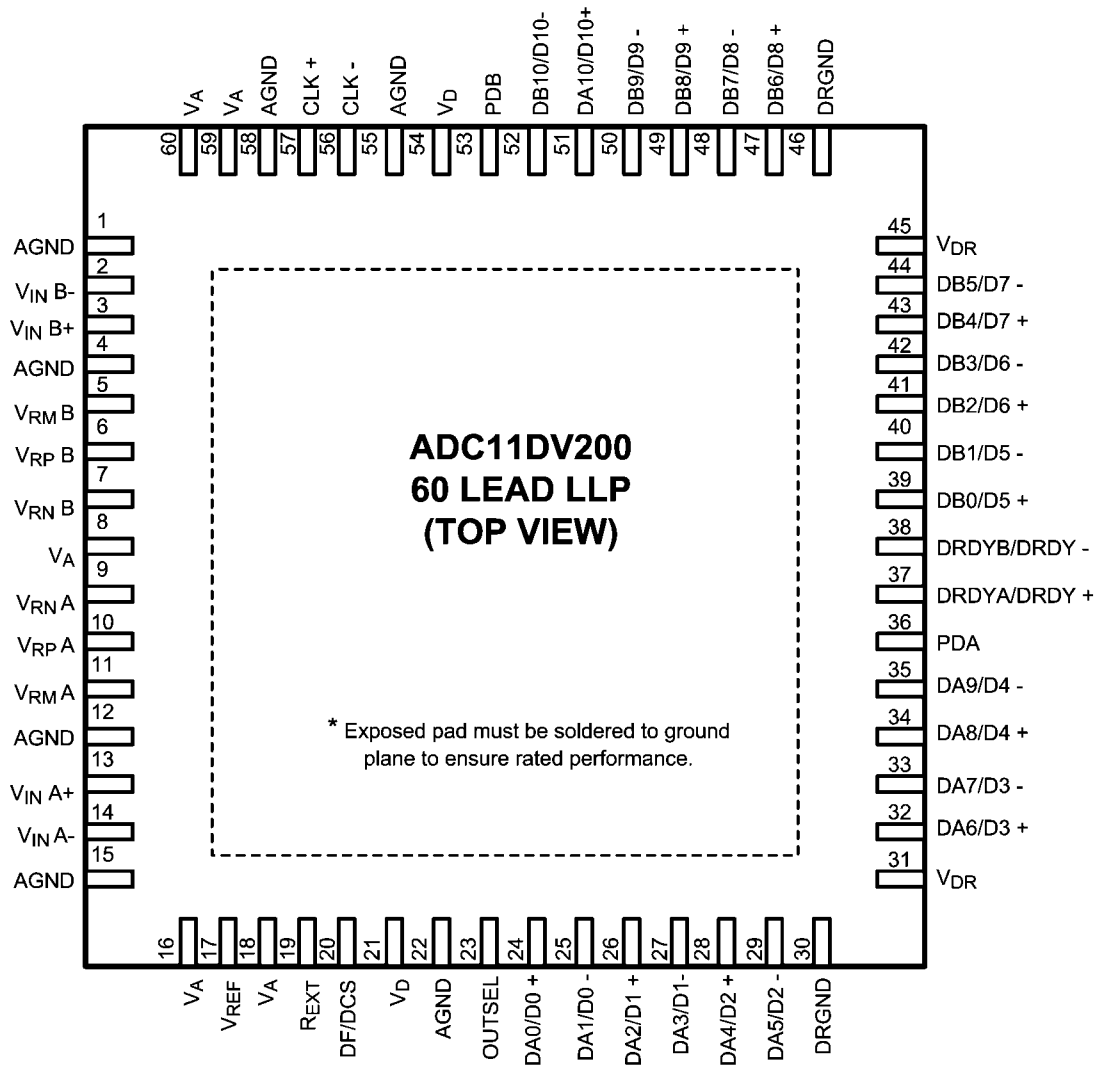 VA
VA
AGND
CLK +
CLK -
AGND
VD
PDB
DB10/D10-
DA10/D10+
DB9/D9 -
DB8/D9 +
DB7/D8 -
DB6/D8 +
DRGND
60
59
58
57
56
55
54
53
52
51
50
49
48
47
46
1
AGND
2
VIN B-
3
VIN B+
4
AGND
5
VRM B
6
VRP B
7
VRN B
8
VA
9
VRN A
10
VRP A
11
VRM A
12
AGND
13
VIN A+
14
VIN A-
15
AGND
ADC11DV200
60 LEAD LLP
(TOP VIEW)
* Exposed pad must be soldered to ground
plane to ensure rated performance.
45
VDR
44
DB5/D7 -
43
DB4/D7 +
42
DB3/D6 -
41
DB2/D6 +
40
DB1/D5 -
39
DB0/D5 +
38
DRDYB/DRDY -
37
DRDYA/DRDY +
36
PDA
35
DA9/D4 -
34
DA8/D4 +
33
DA7/D3 -
32
DA6/D3 +
31
VDR
16
17
18
19
20
21
22
23
24
25
26
27
28
29
30
VA
VREF
VA
REXT
DF/DCS
VD
AGND
OUTSEL
DA0/D0 +
DA1/D0 -
DA2/D1 +
DA3/D1-
DA4/D2 +
DA5/D2 -
DRGND